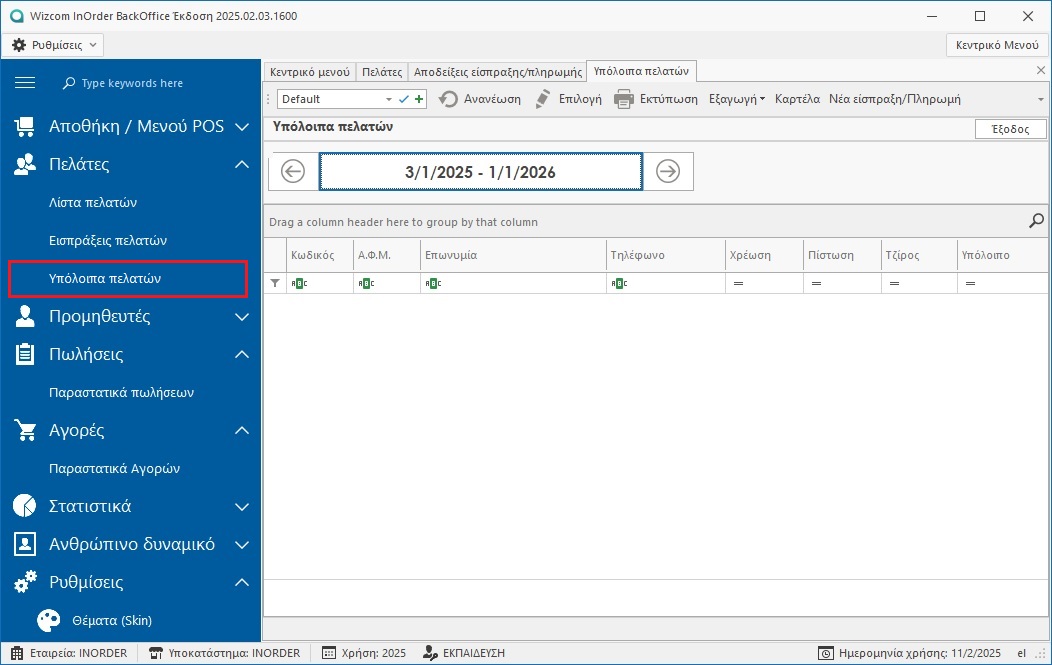 Wizcom InOrder BackOffice Έκδοση 2025.02.03.1600
Ρυθμίσεις
Κεντρικό Μενού
Type keywords here
Αποθήκη / Μενού POS
Πελάτες
Λίστα πελατών
Εισπράξεις πελατών
Υπόλοιπα πελατών
Προμηθευτές
Πωλήσεις
Παραστατικά πωλήσεων
Αγορές
Παραστατικά Αγορών
Στατιστικά
Ανθρώπινο δυναμικό
Ρυθμίσεις
Θέματα (Skin)
Κεντρικό μενού Πελάτες Αποδείξεις είσπραξης/πληρωμής Υπόλοιπα πελατών
Default Ανανέωση Επιλογή Εκτύπωση Εξαγωγή Καρτέλα Νέα είσπραξη/Πληρωμή
Υπόλοιπα πελατών
Έξοδος
3/1/2025 - 1/1/2026
Drag a column header here to group by that column
Κωδικός Α.Φ.Μ. Επωνυμία Τηλέφωνο Χρέωση Πίστωση Τζίρος Υπόλοιπο
ABC ABC ABC ABC = = = =
Εταιρεία: INORDER Υποκατάστημα: INORDER Χρήση: 2025 ΕΚΠΑΙΔΕΥΣΗ Ημερομηνία χρήσης: 11/2/2025 el